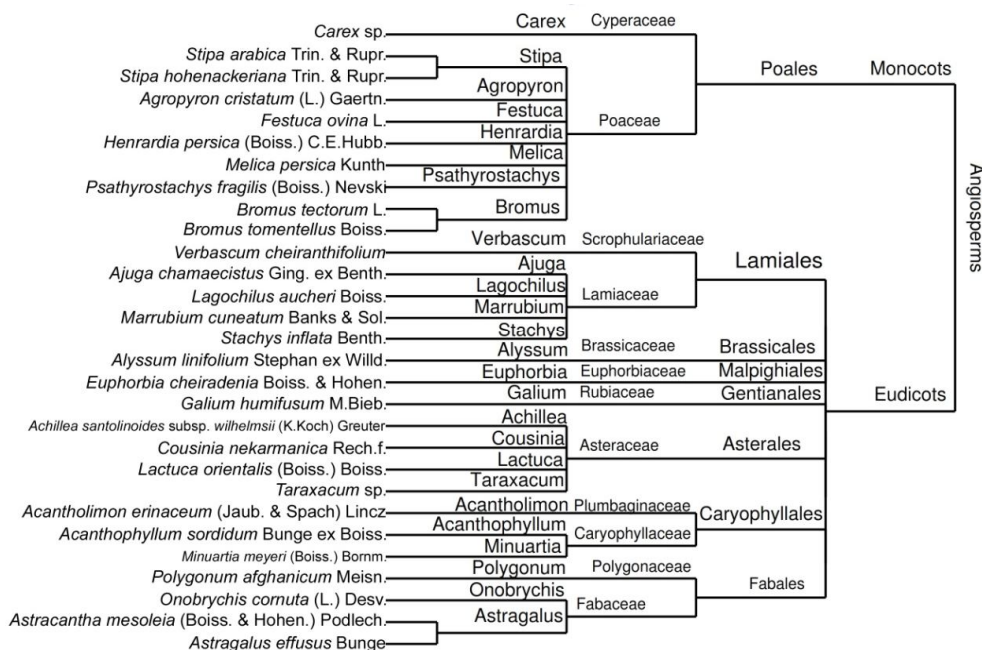 Carex sp.
Stipa arabica Trin. & Rupr.
Stipa hohenackeriana Trin. & Rupr.
Agropyron cristatum (L.) Gaertn.
Festuca ovina L.
Henrardia persica (Boiss.) C.E.Hubb.
Melica persica Kunth
Psathyrostachys fragilis (Boiss.) Nevski
Bromus tectorum L.
Bromus tomentellus Boiss.
Verbascum cheiranthifolium
Ajuga chamaecistus Ging. ex Benth.
Lagochilus aucheri Boiss.
Marrubium cuneatum Banks & Sol.
Stachys inflata Benth.
Alyssum linifolium Stephan ex Willd.
Euphorbia cheiradenia Boiss. & Hohen.
Galium humifusum M.Bieb.
Achillea santolinoides subsp. wilhelmsii (K.Koch) Greuter
Cousinia nekarmanica Rech.f.
Lactuca orientalis (Boiss.) Boiss.
Taraxacum sp.
Acantholimon erinaceum (Jaub. & Spach) Lincz
Acanthophyllum sordidum Bunge ex Boiss.
Minuartia meyeri (Boiss.) Bornm.
Polygonum afghanicum Meisn.
Onobrychis cornuta (L.) Desv.
Astracantha mesoleia (Boiss. & Hohen.) Podlech.
Astragalus effusus Bunge
Carex
Stipa
Agropyron
Festuca
Henrardia
Melica
Psathyrostachys
Bromus
Verbascum
Ajuga
Lagochilus
Marrubium
Stachys
Alyssum
Euphorbia
Galium
Achillea
Cousinia
Lactuca
Taraxacum
Acantholimon
Acanthophyllum
Minuartia
Polygonum
Onobrychis
Astragalus
Cyperaceae
Poaceae
Scrophulariaceae
Lamiaceae
Brassicaceae
Euphorbiaceae
Rubiaceae
Asteraceae
Plumbaginaceae
Caryophyllaceae
Polygonaceae
Fabaceae
Poales
Lamiales
Brassicales
Malpighiales
Gentianales
Asterales
Caryophyllales
Fabales
Monocots
Eudicots
Angiosperms